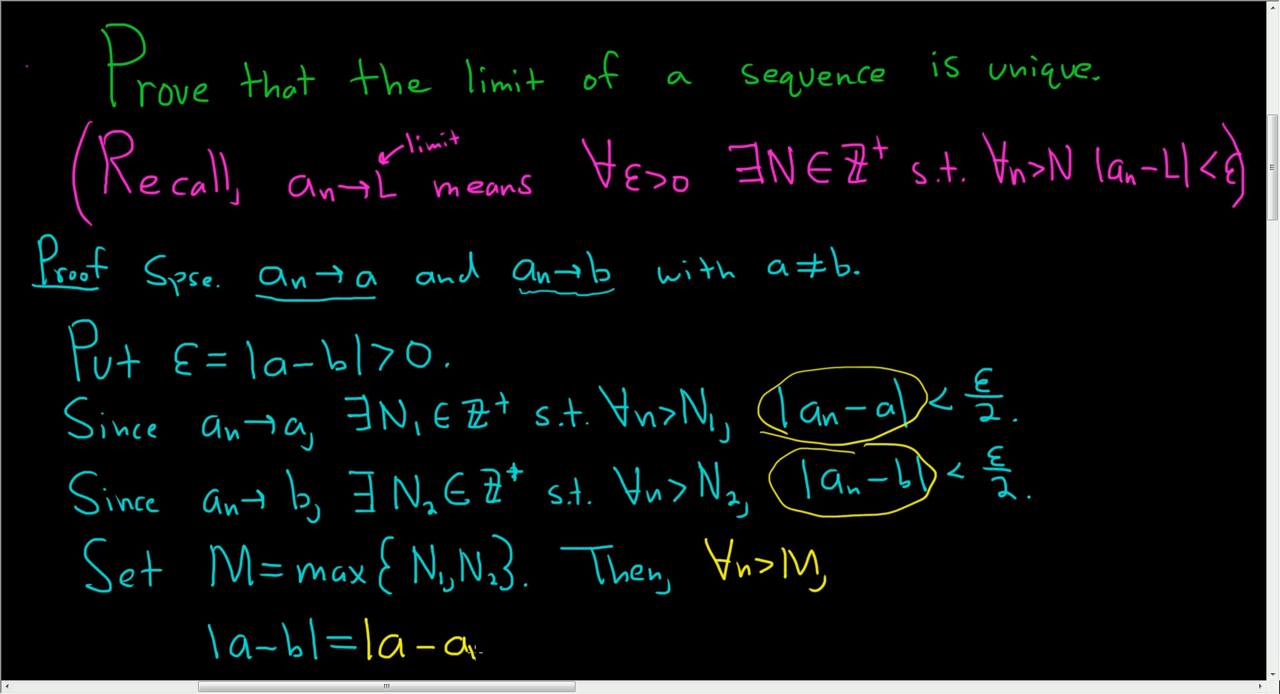 Prove that the limit of a sequence is unique.
limit
(Recall, aₙ → L means ∀ε>0 ∃N ∈ ℤ⁺ s.t. ∀n>N |aₙ - L| < ε)
Proof Spse. aₙ → a and aₙ → b with a ≠ b.
Put ε = |a - b| > 0.
Since aₙ → a, ∃N₁ ∈ ℤ⁺ s.t. ∀n > N₁, |aₙ - a| < ε/2.
Since aₙ → b, ∃N₂ ∈ ℤ⁺ s.t. ∀n > N₂, |aₙ - b| < ε/2.
Set M = max{N₁, N₂}. Then, ∀n > M,
|a - b| = |a - a